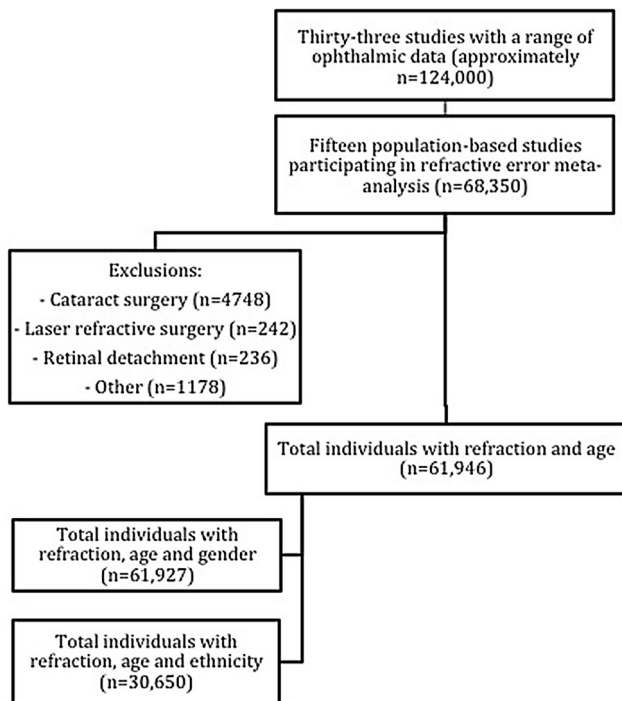 Thirty-three studies with a range of
ophthalmic data (approximately
n=124,000)
Fifteen population-based studies
participating in refractive error meta-
analysis (n=68,350)
Exclusions:
- Cataract surgery (n=4748)
- Laser refractive surgery (n=242)
- Retinal detachment (n=236)
- Other (n=1178)
Total individuals with refraction and age
(n=61,946)
Total individuals with
refraction, age and gender
(n=61,927)
Total individuals with
refraction, age and ethnicity
(n=30,650)